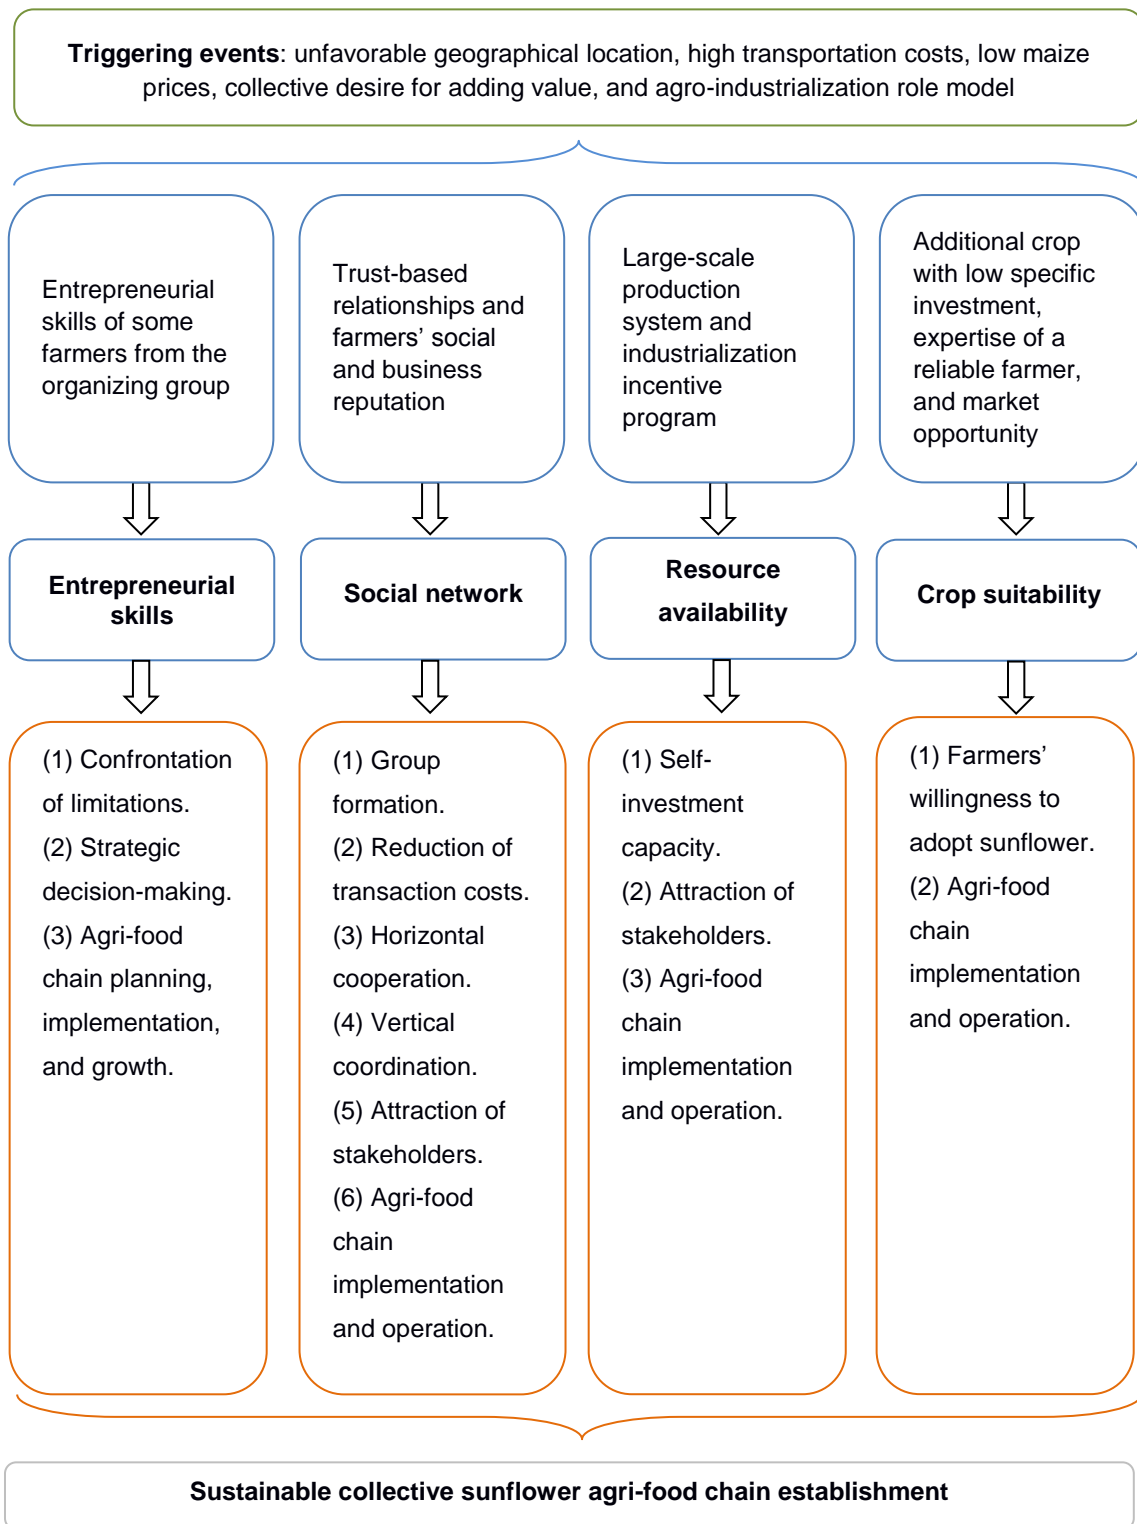 Triggering events: unfavorable geographical location, high transportation costs, low maize
prices, collective desire for adding value, and agro-industrialization role model
Entrepreneurial
skills of some
farmers from the
organizing group
Trust-based
relationships and
farmers’ social
and business
reputation
Large-scale
production
system and
industrialization
incentive
program
Additional crop
with low specific
investment,
expertise of a
reliable farmer,
and market
opportunity
Entrepreneurial
skills
Social network
Resource
availability
Crop suitability
(1) Confrontation
of limitations.
(2) Strategic
decision-making.
(3) Agri-food
chain planning,
implementation,
and growth.
(1) Group
formation.
(2) Reduction of
transaction costs.
(3) Horizontal
cooperation.
(4) Vertical
coordination.
(5) Attraction of
stakeholders.
(6) Agri-food
chain
implementation
and operation.
(1) Self-
investment
capacity.
(2) Attraction of
stakeholders.
(3) Agri-food
chain
implementation
and operation.
(1) Farmers’
willingness to
adopt sunflower.
(2) Agri-food
chain
implementation
and operation.
Sustainable collective sunflower agri-food chain establishment